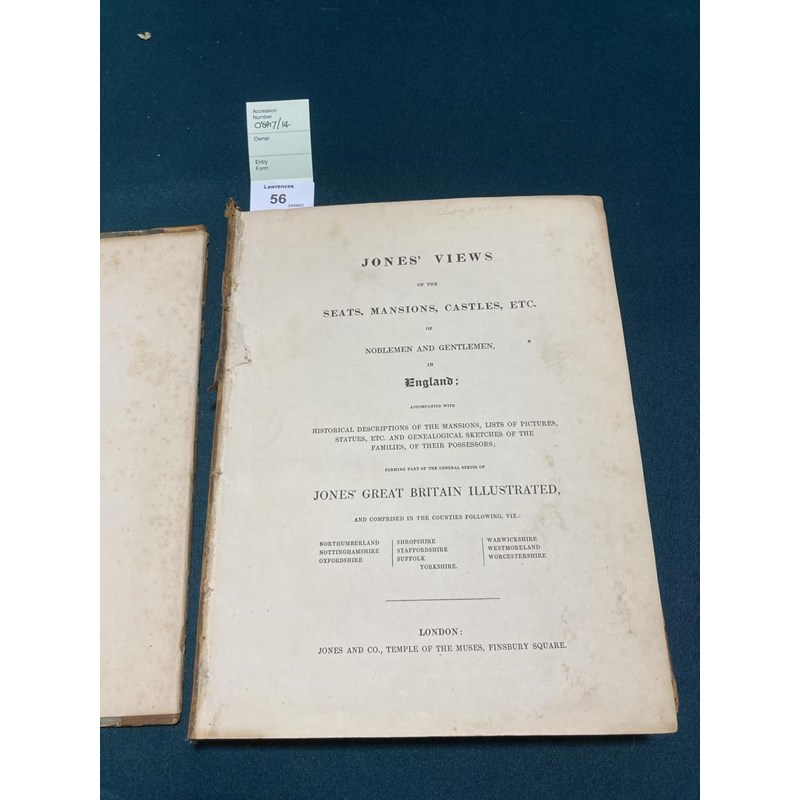 Accession
Number
Owner
Entry
Form
Lawrences
56
JONES' VIEWS
OF THE
SEATS, MANSIONS, CASTLES, ETC.
OF
NOBLEMEN AND GENTLEMEN,
IN
England:
ACCOMPANIED WITH
HISTORICAL DESCRIPTIONS OF THE MANSIONS, LISTS OF PICTURES,
STATUES, ETC. AND GENEALOGICAL SKETCHES OF THE
FAMILIES, OF THEIR POSSESSORS;
FORMING PART OF THE GENERAL SERIES OF
JONES' GREAT BRITAIN ILLUSTRATED,
AND COMPRISED IN THE COUNTIES FOLLOWING, VIZ.:
NORTHUMBERLAND SHROPSHIRE WARWICKSHIRE
NOTTINGHAMSHIRE STAFFORDSHIRE WESTMORELAND
OXFORDSHIRE SUFFOLK WORCESTERSHIRE
YORKSHIRE.
LONDON:
JONES AND CO., TEMPLE OF THE MUSES, FINSBURY SQUARE.